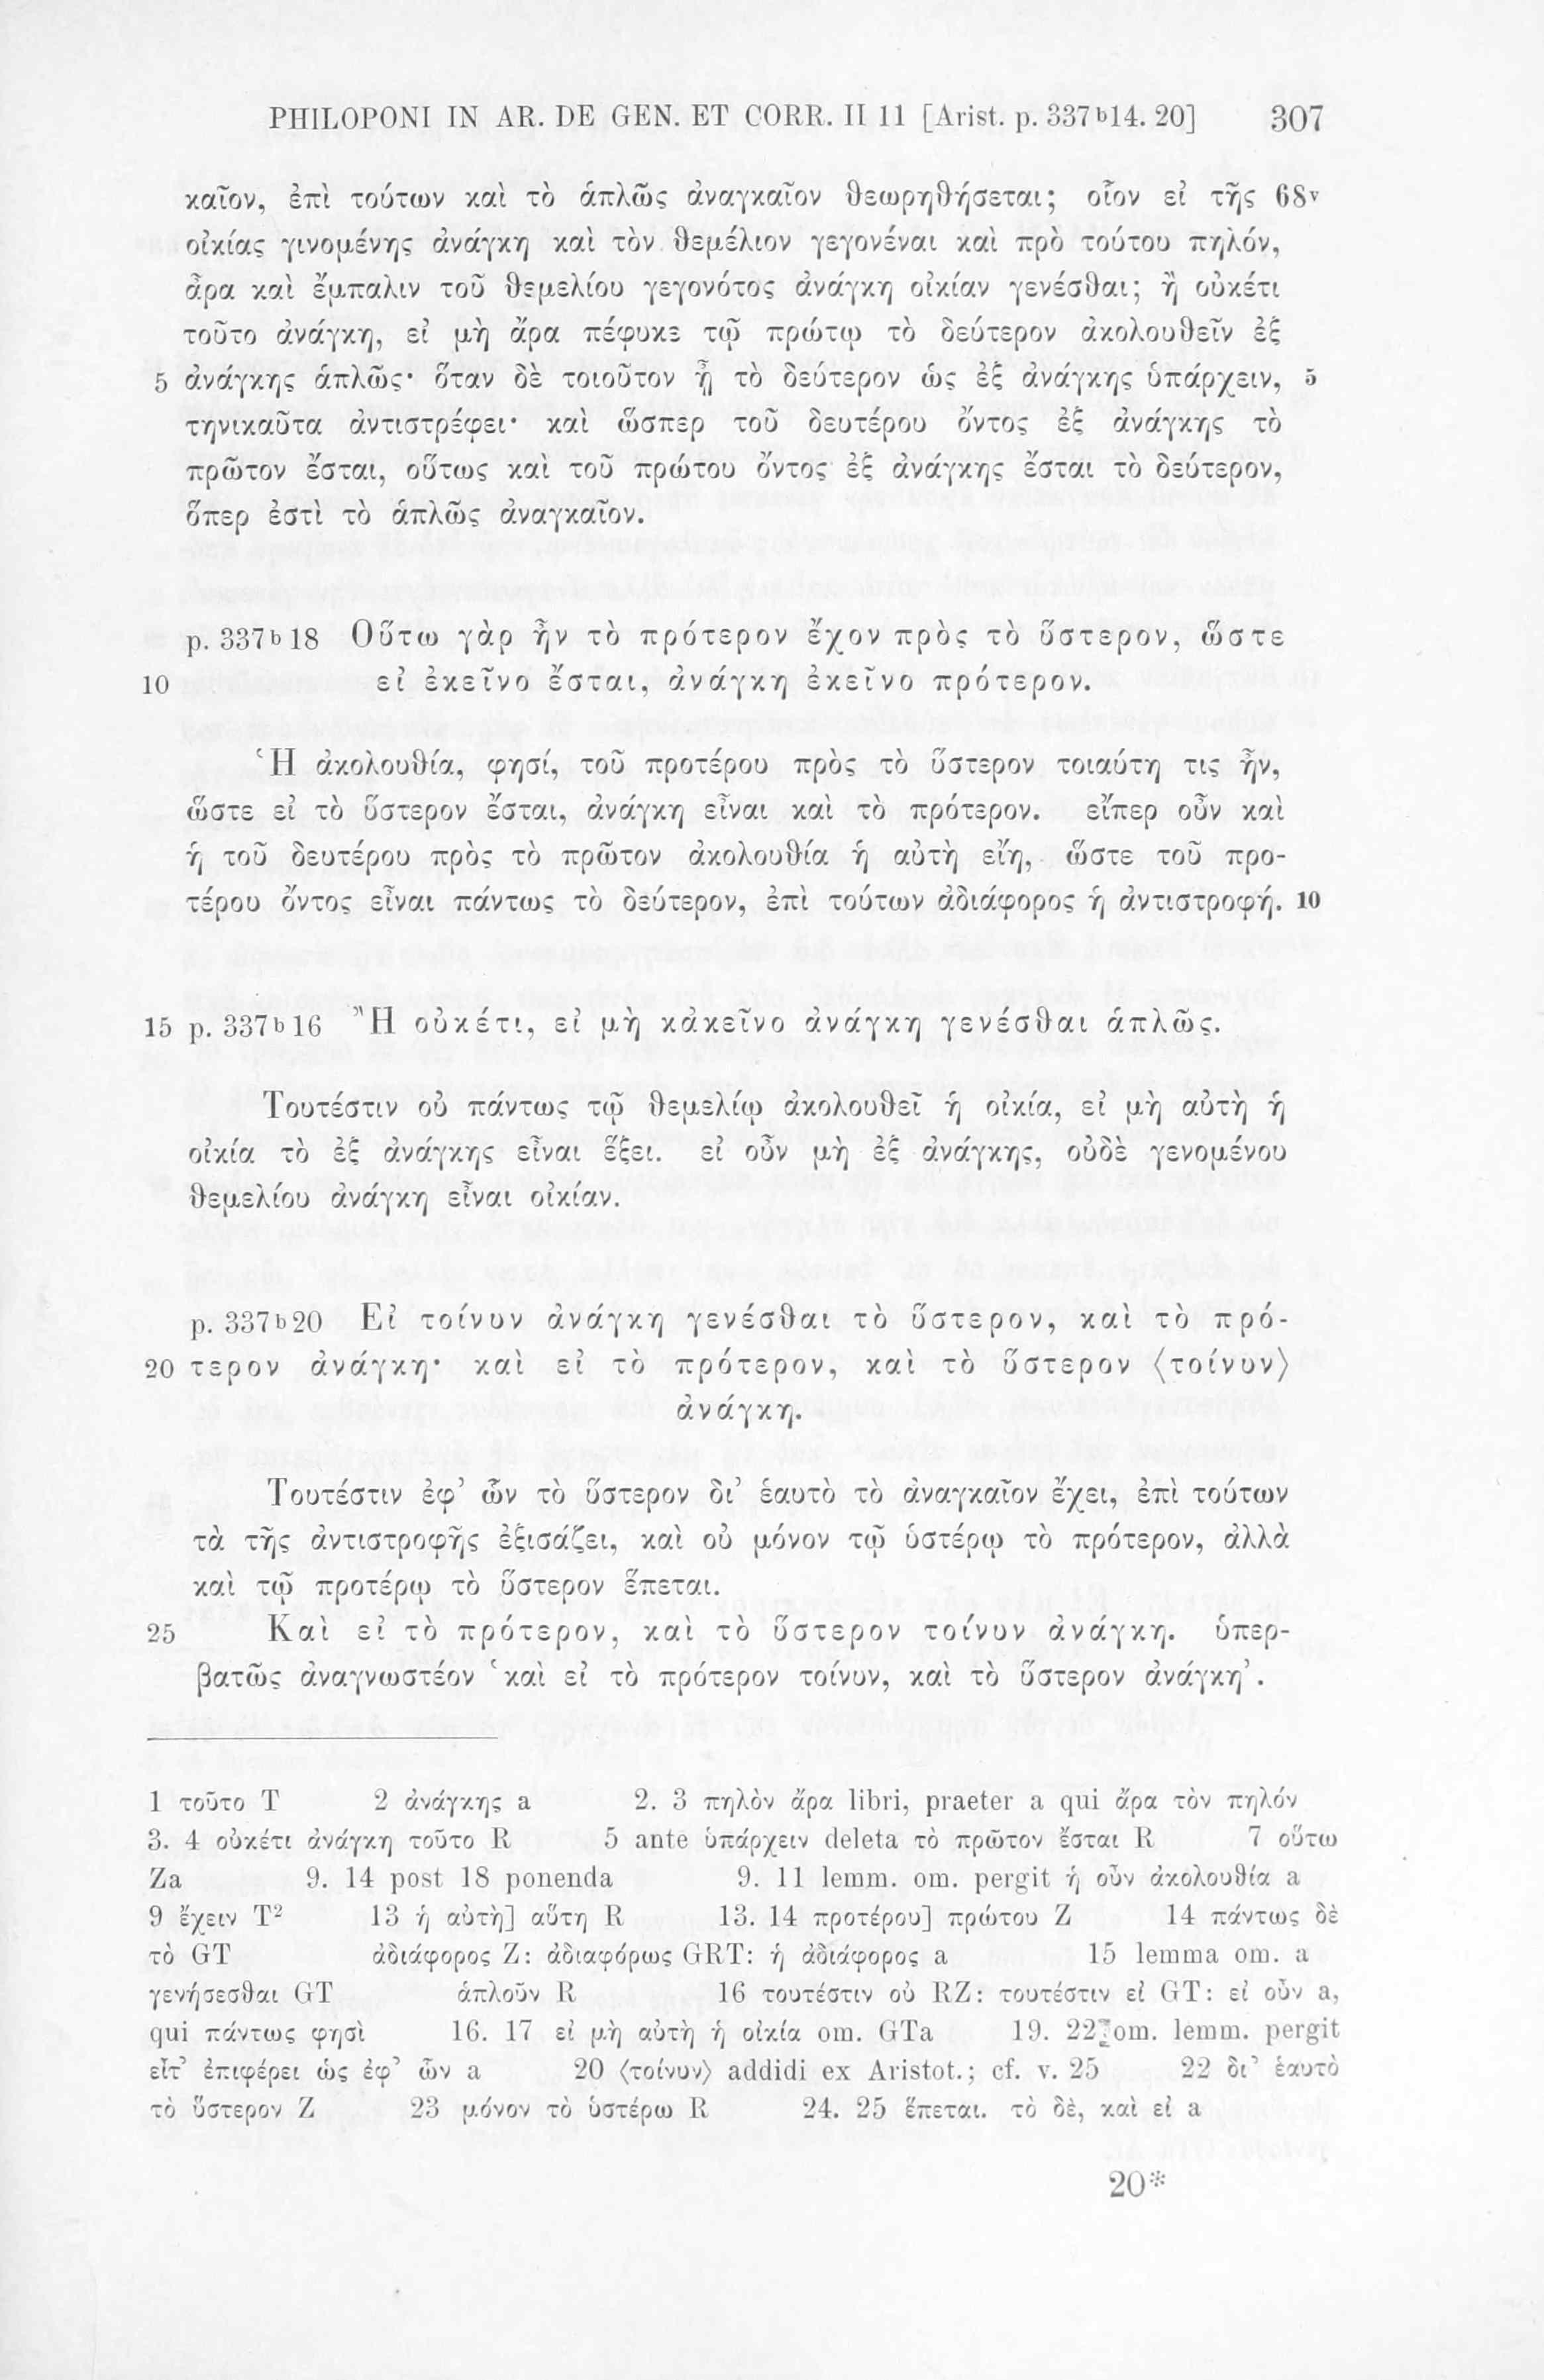 PHILOPONI IN AR. DE GEN. ET CORR. II 11 [Arist. p. 337b14. 20] 307
καῖον, ἐπὶ τούτων καὶ τὸ ἁπλῶς ἀναγκαῖον θεωρηθήσεται; οἷον εἰ τῆς 68v
οἰκίας γινομένης ἀνάγκη καὶ τὸν θεμέλιον γεγονέναι καὶ πρὸ τούτου πηλόν,
ἆρα καὶ ἔμπαλιν τοῦ θεμελίου γεγονότος ἀνάγκη οἰκίαν γενέσθαι; ἢ οὐκέτι
τοῦτο ἀνάγκη, εἰ μὴ ἄρα πέφυκε τῷ πρώτῳ τὸ δεύτερον ἀκολουθεῖν ἐξ
5 ἀνάγκης ἁπλῶς· ὅταν δὲ τοιοῦτον ᾖ τὸ δεύτερον ὡς ἐξ ἀνάγκης ὑπάρχειν, 5
τηνικαῦτα ἀντιστρέφει· καὶ ὥσπερ τοῦ δευτέρου ὄντος ἐξ ἀνάγκης τὸ
πρῶτον ἔσται, οὕτως καὶ τοῦ πρώτου ὄντος ἐξ ἀνάγκης ἔσται τὸ δεύτερον,
ὅπερ ἐστὶ τὸ ἁπλῶς ἀναγκαῖον.
p. 337b18 Οὕτω γὰρ ἦν τὸ πρότερον ἔχον πρὸς τὸ ὕστερον, ὥστε
10 εἰ ἐκεῖνο ἔσται, ἀνάγκη ἐκεῖνο πρότερον.
Ἡ ἀκολουθία, φησί, τοῦ προτέρου πρὸς τὸ ὕστερον τοιαύτη τις ἦν,
ὥστε εἰ τὸ ὕστερον ἔσται, ἀνάγκη εἶναι καὶ τὸ πρότερον. εἴπερ οὖν καὶ
ἡ τοῦ δευτέρου πρὸς τὸ πρῶτον ἀκολουθία ἡ αὐτὴ εἴη, ὥστε τοῦ προ-
τέρου ὄντος εἶναι πάντως τὸ δεύτερον, ἐπὶ τούτων ἀδιάφορος ἡ ἀντιστροφή. 10
15 p. 337b16 Ἢ οὐκέτι, εἰ μὴ κἀκεῖνο ἀνάγκη γενέσθαι ἁπλῶς.
Τουτέστιν οὐ πάντως τῷ θεμελίῳ ἀκολουθεῖ ἡ οἰκία, εἰ μὴ αὐτὴ ἡ
οἰκία τὸ ἐξ ἀνάγκης εἶναι ἕξει. εἰ οὖν μὴ ἐξ ἀνάγκης, οὐδὲ γενομένου
θεμελίου ἀνάγκη εἶναι οἰκίαν.
p. 337b20 Εἰ τοίνυν ἀνάγκη γενέσθαι τὸ ὕστερον, καὶ τὸ πρό-
20 τερον ἀνάγκη· καὶ εἰ τὸ πρότερον, καὶ τὸ ὕστερον ⟨τοίνυν⟩
ἀνάγκη.
Τουτέστιν ἐφ’ ὧν τὸ ὕστερον δι’ ἑαυτὸ τὸ ἀναγκαῖον ἔχει, ἐπὶ τούτων
τὰ τῆς ἀντιστροφῆς ἐξισάζει, καὶ οὐ μόνον τῷ ὑστέρῳ τὸ πρότερον, ἀλλὰ
καὶ τῷ προτέρῳ τὸ ὕστερον ἕπεται.
25 Καὶ εἰ τὸ πρότερον, καὶ τὸ ὕστερον τοίνυν ἀνάγκη. ὑπερ-
βατῶς ἀναγνωστέον ‘καὶ εἰ τὸ πρότερον τοίνυν, καὶ τὸ ὕστερον ἀνάγκη’.
1 τοῦτο T 2 ἀνάγκης a 2. 3 πηλὸν ἄρα libri, praeter a qui ἄρα τὸν πηλόν
3. 4 οὐκέτι ἀνάγκη τοῦτο R 5 ante ὑπάρχειν deleta τὸ πρῶτον ἔσται R 7 οὕτω
Za 9. 14 post 18 ponenda 9. 11 lemm. om. pergit ἡ οὖν ἀκολουθία a
9 ἔχειν T² 13 ἡ αὐτὴ] αὕτη R 13. 14 προτέρου] πρώτου Z 14 πάντως δὲ
τὸ GT ἀδιάφορος Z: ἀδιαφόρως GRT: ἡ ἀδιάφορος a 15 lemma om. a
γενήσεσθαι GT ἁπλοῦν R 16 τουτέστιν οὐ RZ: τουτέστιν εἰ GT: εἰ οὖν a,
qui πάντως φησὶ 16. 17 εἰ μὴ αὐτὴ ἡ οἰκία om. GTa 19. 22 om. lemm. pergit
εἶτ’ ἐπιφέρει ὡς ἐφ’ ὧν a 20 ⟨τοίνυν⟩ addidi ex Aristot.; cf. v. 25 22 δι’ ἑαυτὸ
τὸ ὕστερον Z 23 μόνον τὸ ὑστέρω R 24. 25 ἕπεται. τὸ δὲ, καὶ εἰ a
20*